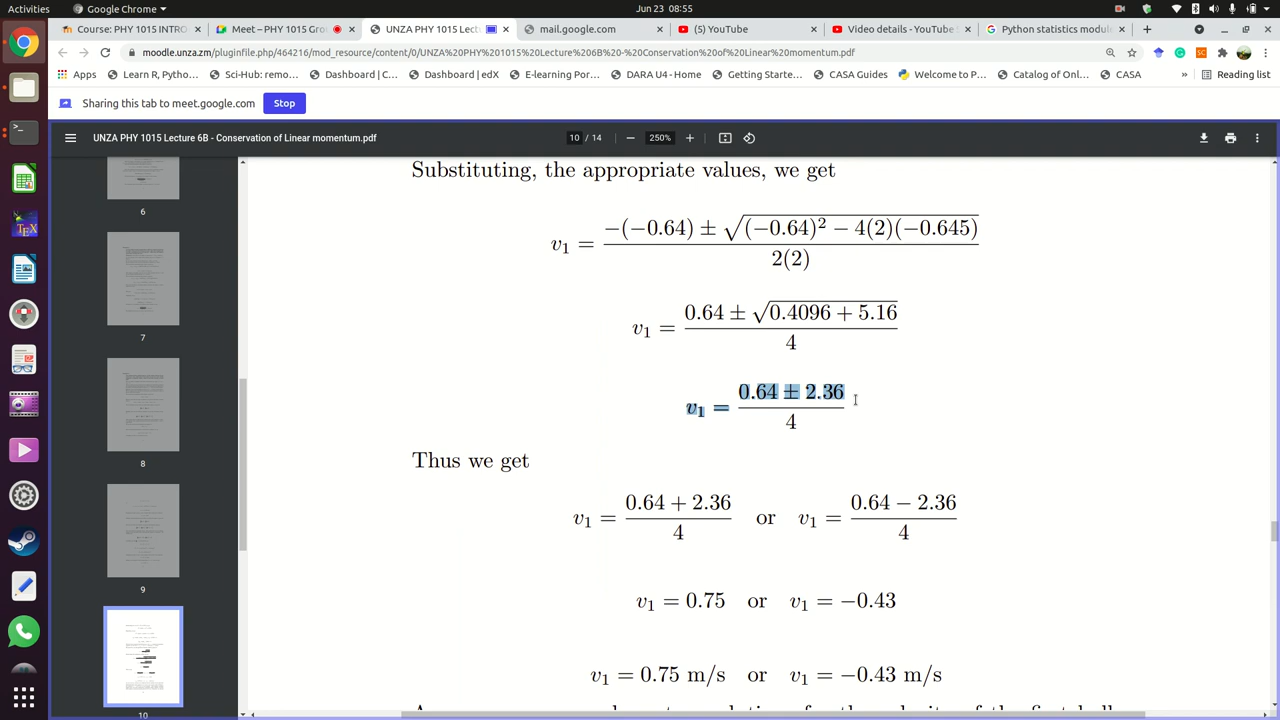 Activities Google Chrome Jun 23 08:55
Course: PHY 1015 INTRO Meet – PHY 1015 GRO UNZA PHY 1015 Lect mail.google.com (5) YouTube Video details - YouTube S Python statistics modul
moodle.unza.zm/pluginfile.php/464216/mod_resource/content/0/UNZA%20PHY%201015%20Lecture%206B%20-%20Conservation%20of%20Linear%20momentum.pdf
Apps Learn R, Python... Sci-Hub: remo... Dashboard | C... Dashboard | edX E-learning Por... DARA U4 - Home Getting Starte... CASA Guides Welcome to P... Catalog of Onl... CASA » Reading list
Sharing this tab to meet.google.com Stop
UNZA PHY 1015 Lecture 6B - Conservation of Linear momentum.pdf 10 / 14 250%
6
7
8
9
10
Substituting, the appropriate values, we get
v₁ = (−(−0.64) ± √((−0.64)² − 4(2)(−0.645))) / 2(2)
v₁ = (0.64 ± √(0.4096 + 5.16)) / 4
v₁ = (0.64 ± 2.36) / 4
Thus we get
v₁ = (0.64 + 2.36) / 4 or v₁ = (0.64 − 2.36) / 4
v₁ = 0.75 or v₁ = −0.43
v₁ = 0.75 m/s or v₁ = −0.43 m/s